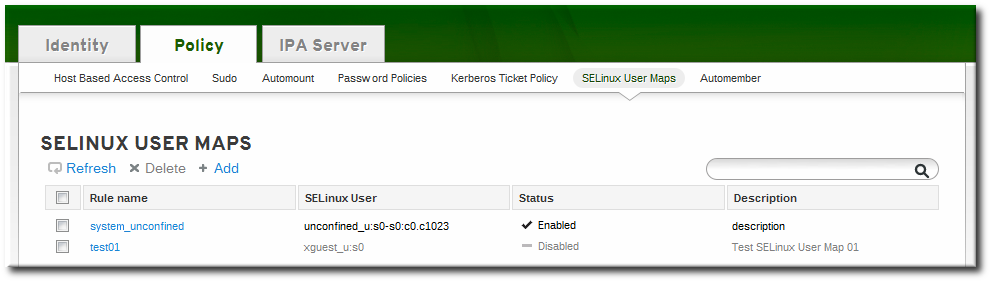 Identity Policy IPA Server
Host Based Access Control Sudo Automount Password Policies Kerberos Ticket Policy SELinux User Maps Automember
SELINUX USER MAPS
Refresh Delete Add
Rule name SELinux User Status Description
system_unconfined unconfined_u:s0-s0:c0.c1023 Enabled description
test01 xguest_u:s0 Disabled Test SELinux User Map 01